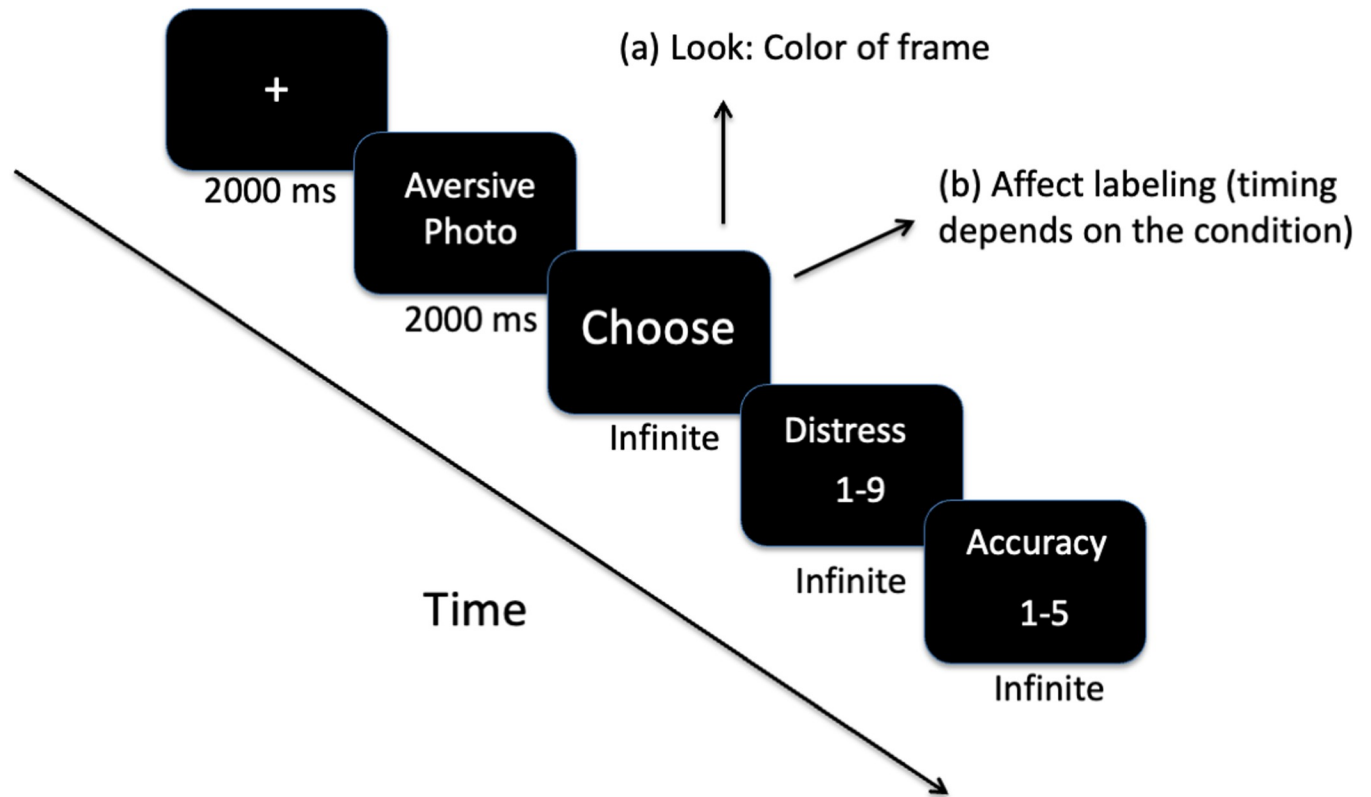 +
2000 ms
Aversive
Photo
2000 ms
Choose
Infinite
(a) Look: Color of frame
(b) Affect labeling (timing
depends on the condition)
Distress
1-9
Infinite
Accuracy
1-5
Infinite
Time